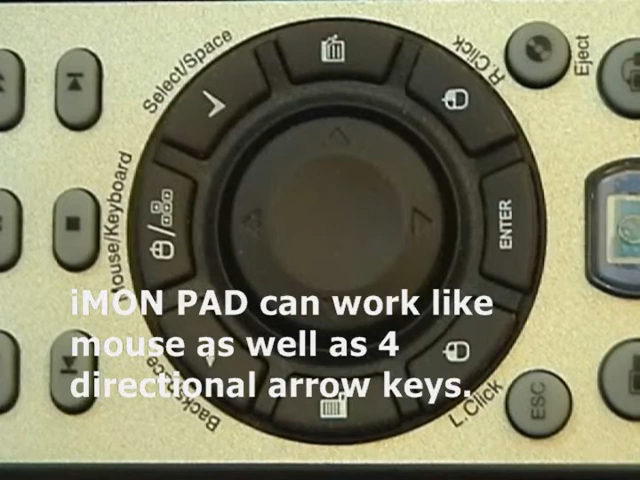 Select/Space
R.Click
Eject
Mouse/Keyboard
ENTER
iMON PAD can work like
mouse as well as 4
directional arrow keys.
Backspace
L.Click
ESC